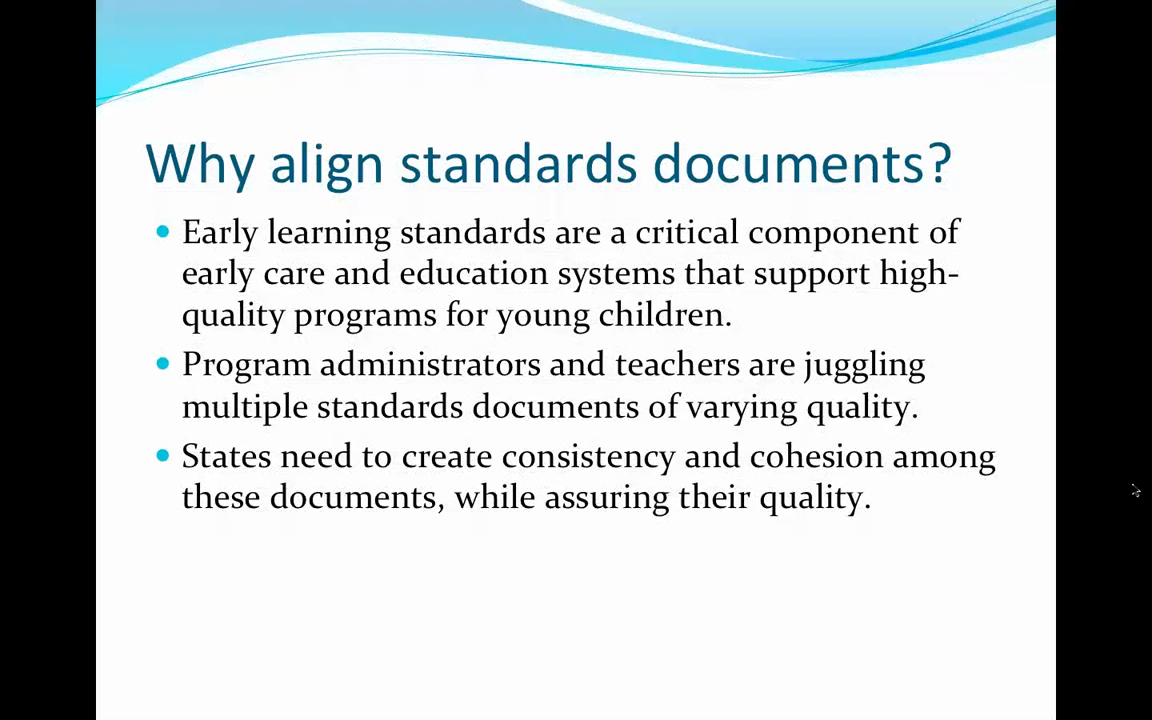 Why align standards documents?
• Early learning standards are a critical component of
early care and education systems that support high-
quality programs for young children.
• Program administrators and teachers are juggling
multiple standards documents of varying quality.
• States need to create consistency and cohesion among
these documents, while assuring their quality.